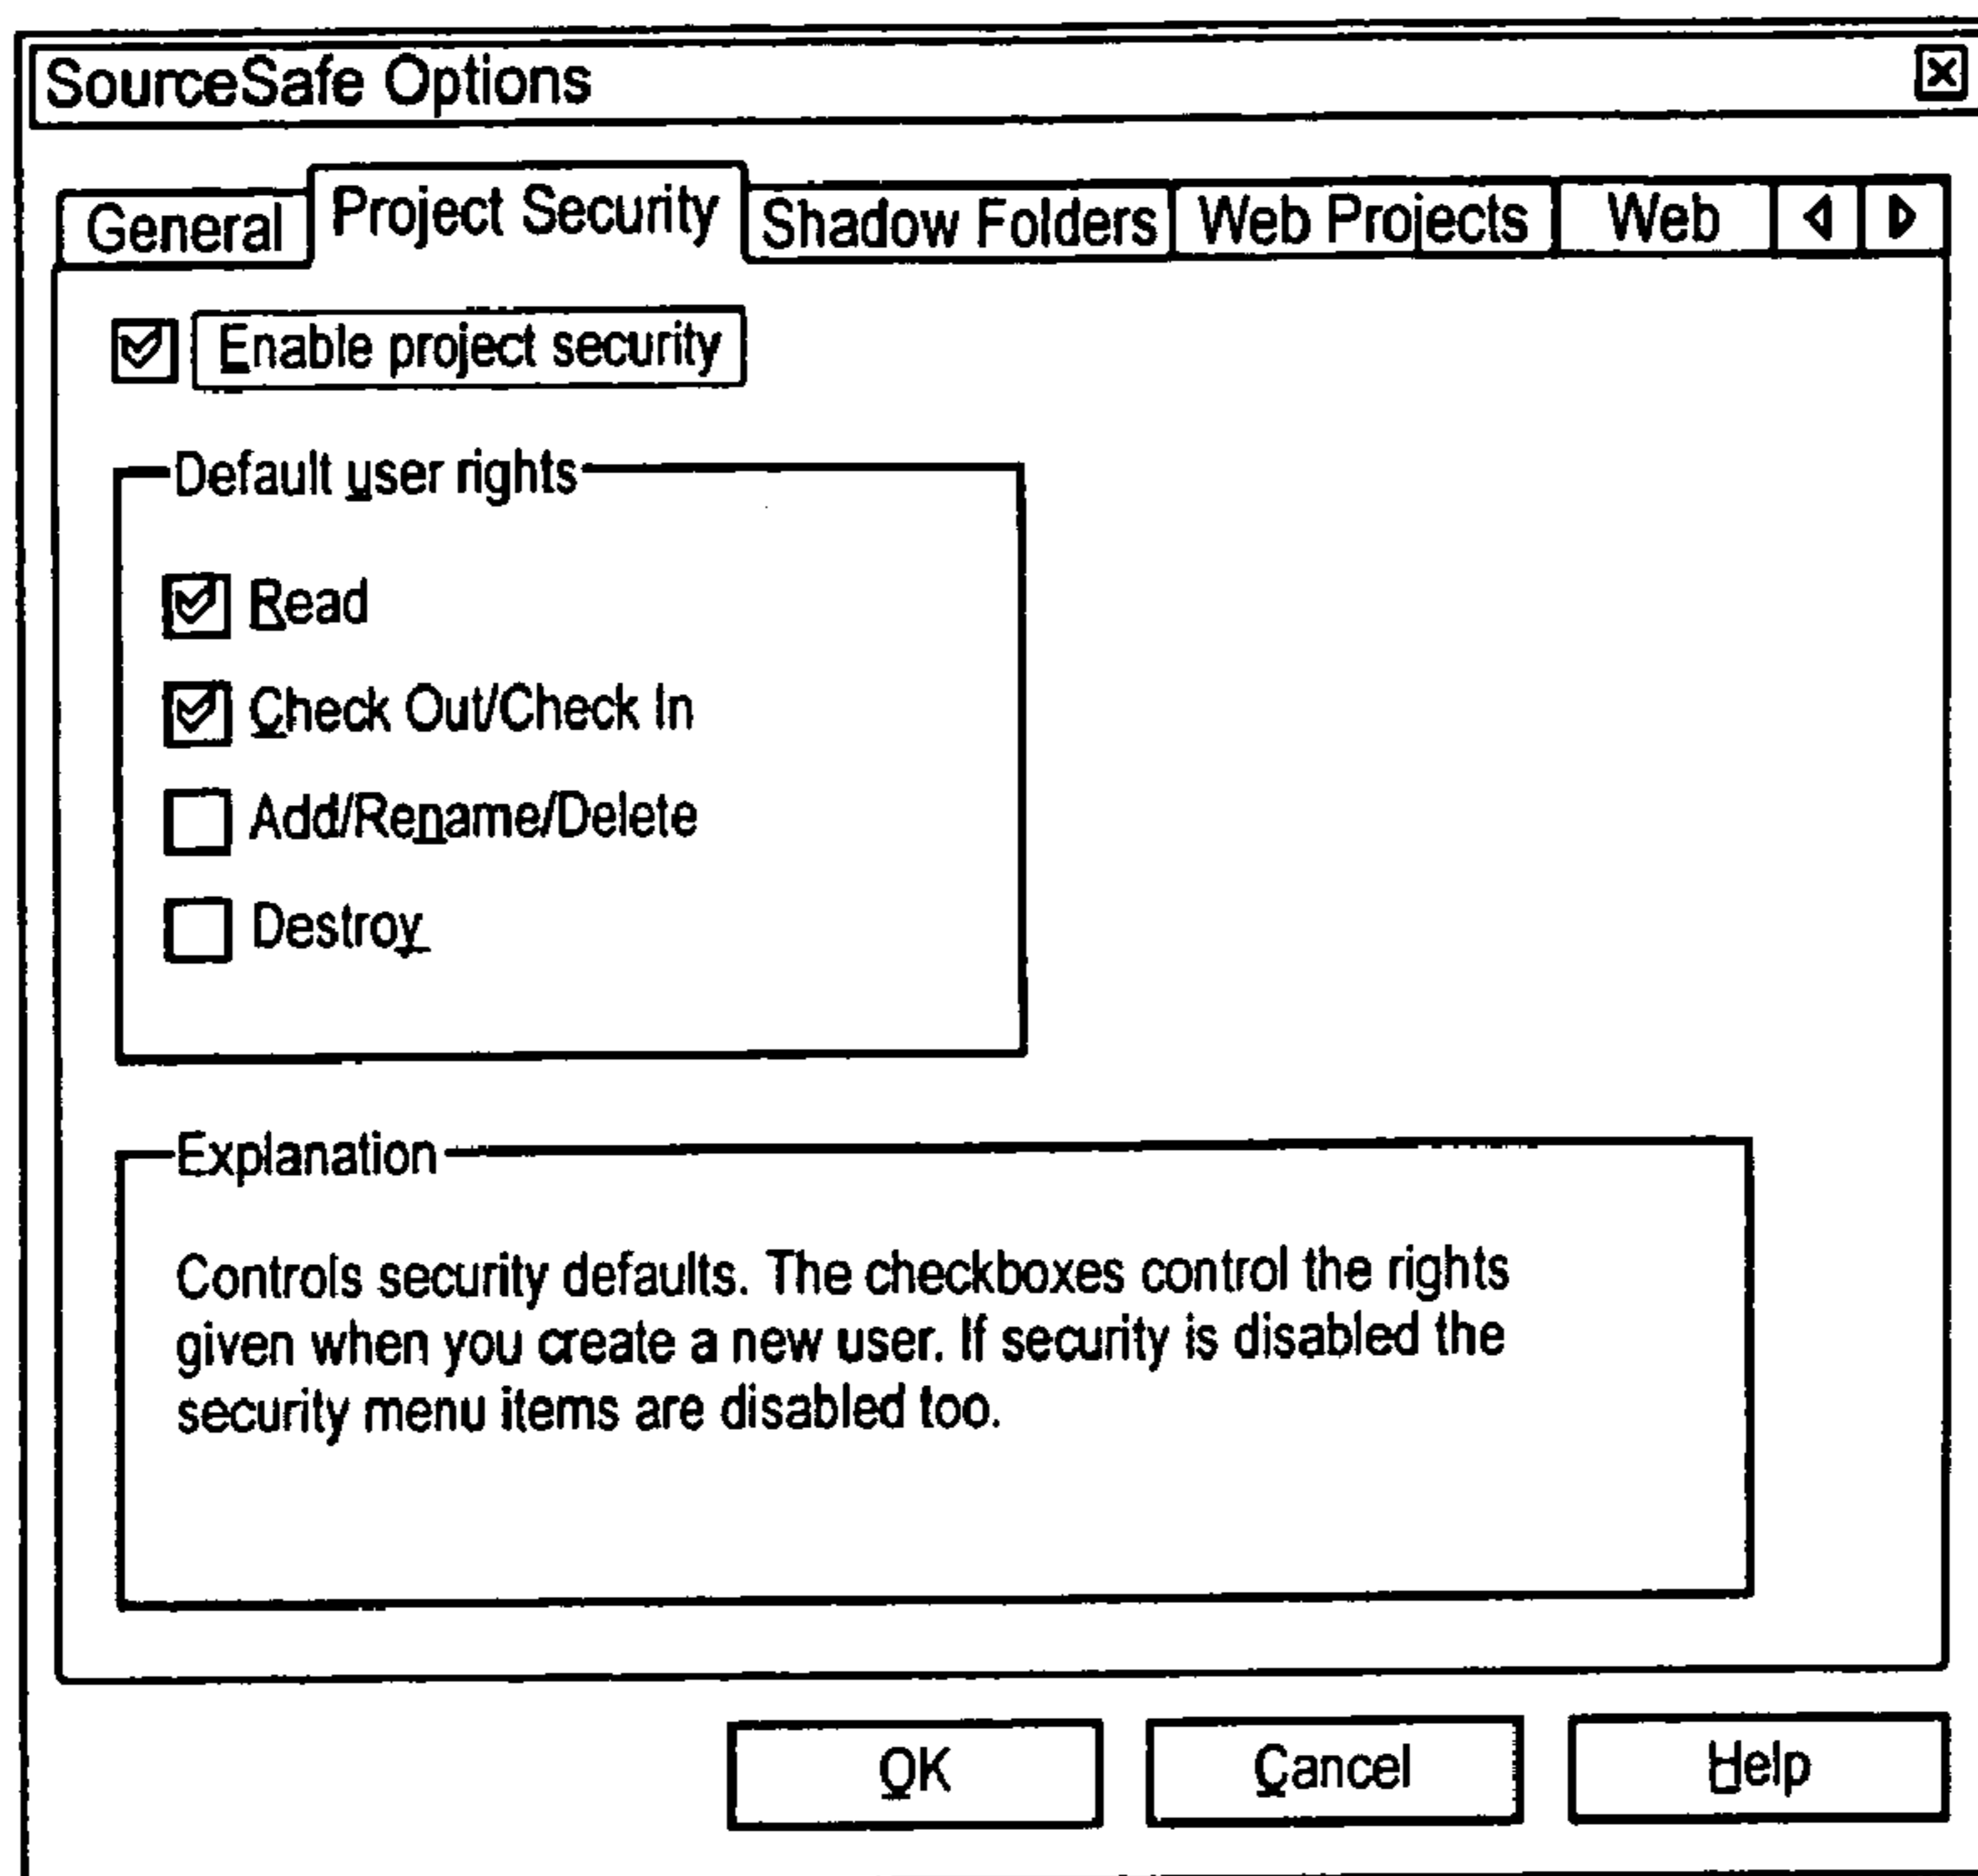 SourceSafe Options
General
Project Security
Shadow Folders
Web Projects
Web
Enable project security
Default user rights
Read
Check Out/Check In
Add/Rename/Delete
Destroy
Explanation
Controls security defaults. The checkboxes control the rights
given when you create a new user. If security is disabled the
security menu items are disabled too.
OK
Cancel
Help